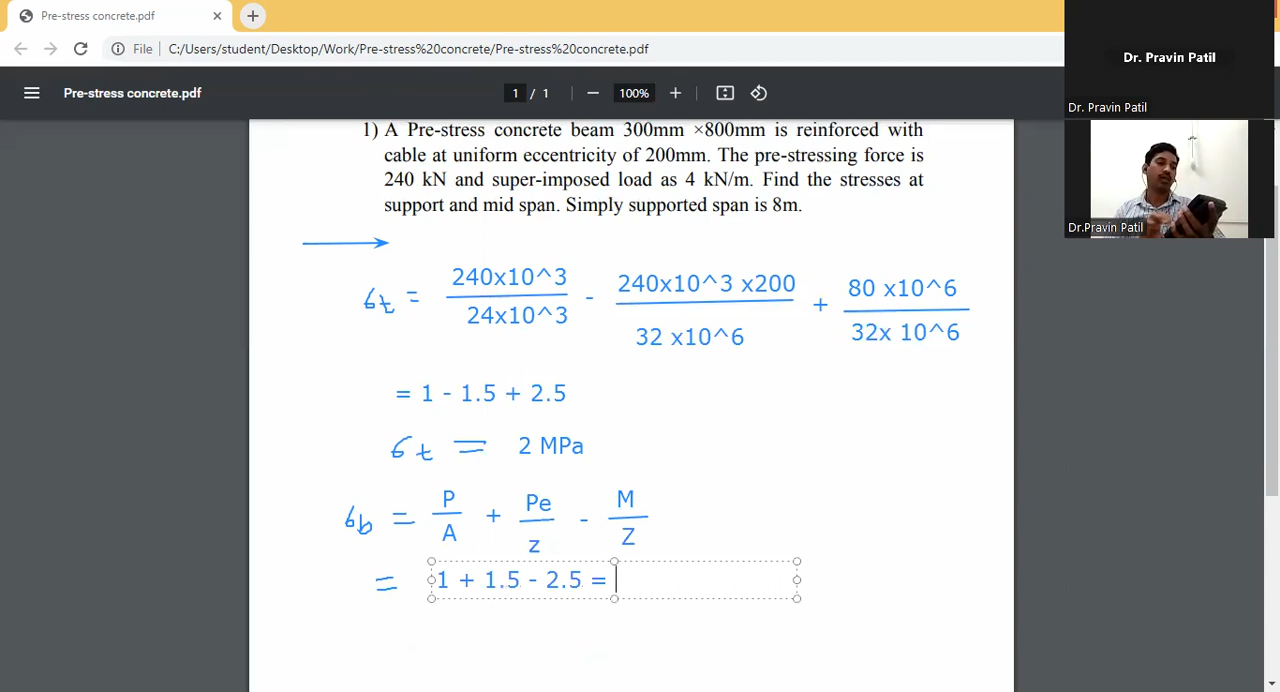 Pre-stress concrete.pdf
File C:/Users/student/Desktop/Work/Pre-stress%20concrete/Pre-stress%20concrete.pdf
Pre-stress concrete.pdf 1 / 1 100%
Dr. Pravin Patil
Dr. Pravin Patil
Dr.Pravin Patil
1) A Pre-stress concrete beam 300mm ×800mm is reinforced with
cable at uniform eccentricity of 200mm. The pre-stressing force is
240 kN and super-imposed load as 4 kN/m. Find the stresses at
support and mid span. Simply supported span is 8m.
240x10^3 240x10^3 x200 80 x10^6
σt = - +
24x10^3 32 x10^6 32x 10^6
= 1 - 1.5 + 2.5
σt = 2 MPa
P Pe M
σb = + -
A z Z
= 1 + 1.5 - 2.5 =